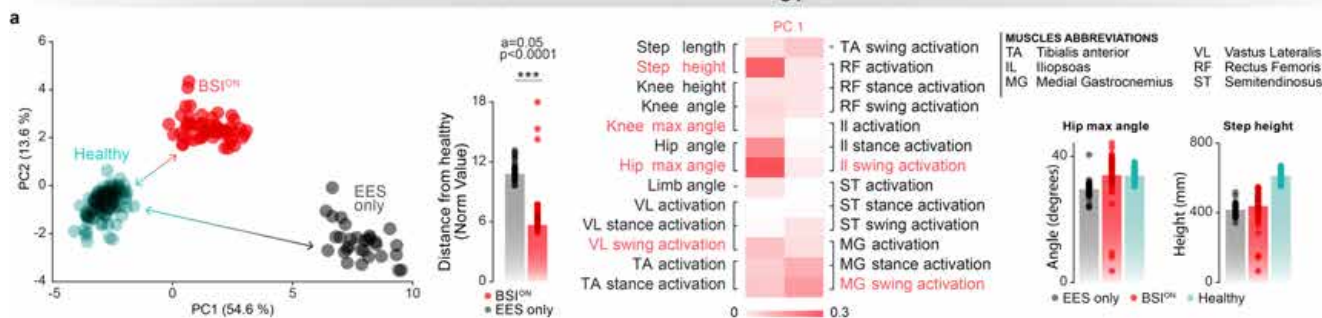 a
6
4
2
0
-2
-4
PC2 (13.6 %)
BSI^ON
Healthy
EES
only
-5
0
5
10
PC1 (54.6 %)
a=0.05
p<0.0001
***
18
12
6
0
Distance from healthy
(Norm Value)
BSI^ON
EES only
PC 1
Step length
Step height
Knee height
Knee angle
Knee max angle
Hip angle
Hip max angle
Limb angle
VL activation
VL stance activation
VL swing activation
TA activation
TA stance activation
TA swing activation
RF activation
RF stance activation
RF swing activation
Il activation
Il stance activation
Il swing activation
ST activation
ST stance activation
ST swing activation
MG activation
MG stance activation
MG swing activation
0
0.3
MUSCLES ABBREVIATIONS
TA Tibialis anterior
IL Iliopsoas
MG Medial Gastrocnemius
VL Vastus Lateralis
RF Rectus Femoris
ST Semitendinosus
Hip max angle
40
0
Angle (degrees)
Step height
800
400
0
Height (mm)
EES only BSI^ON Healthy